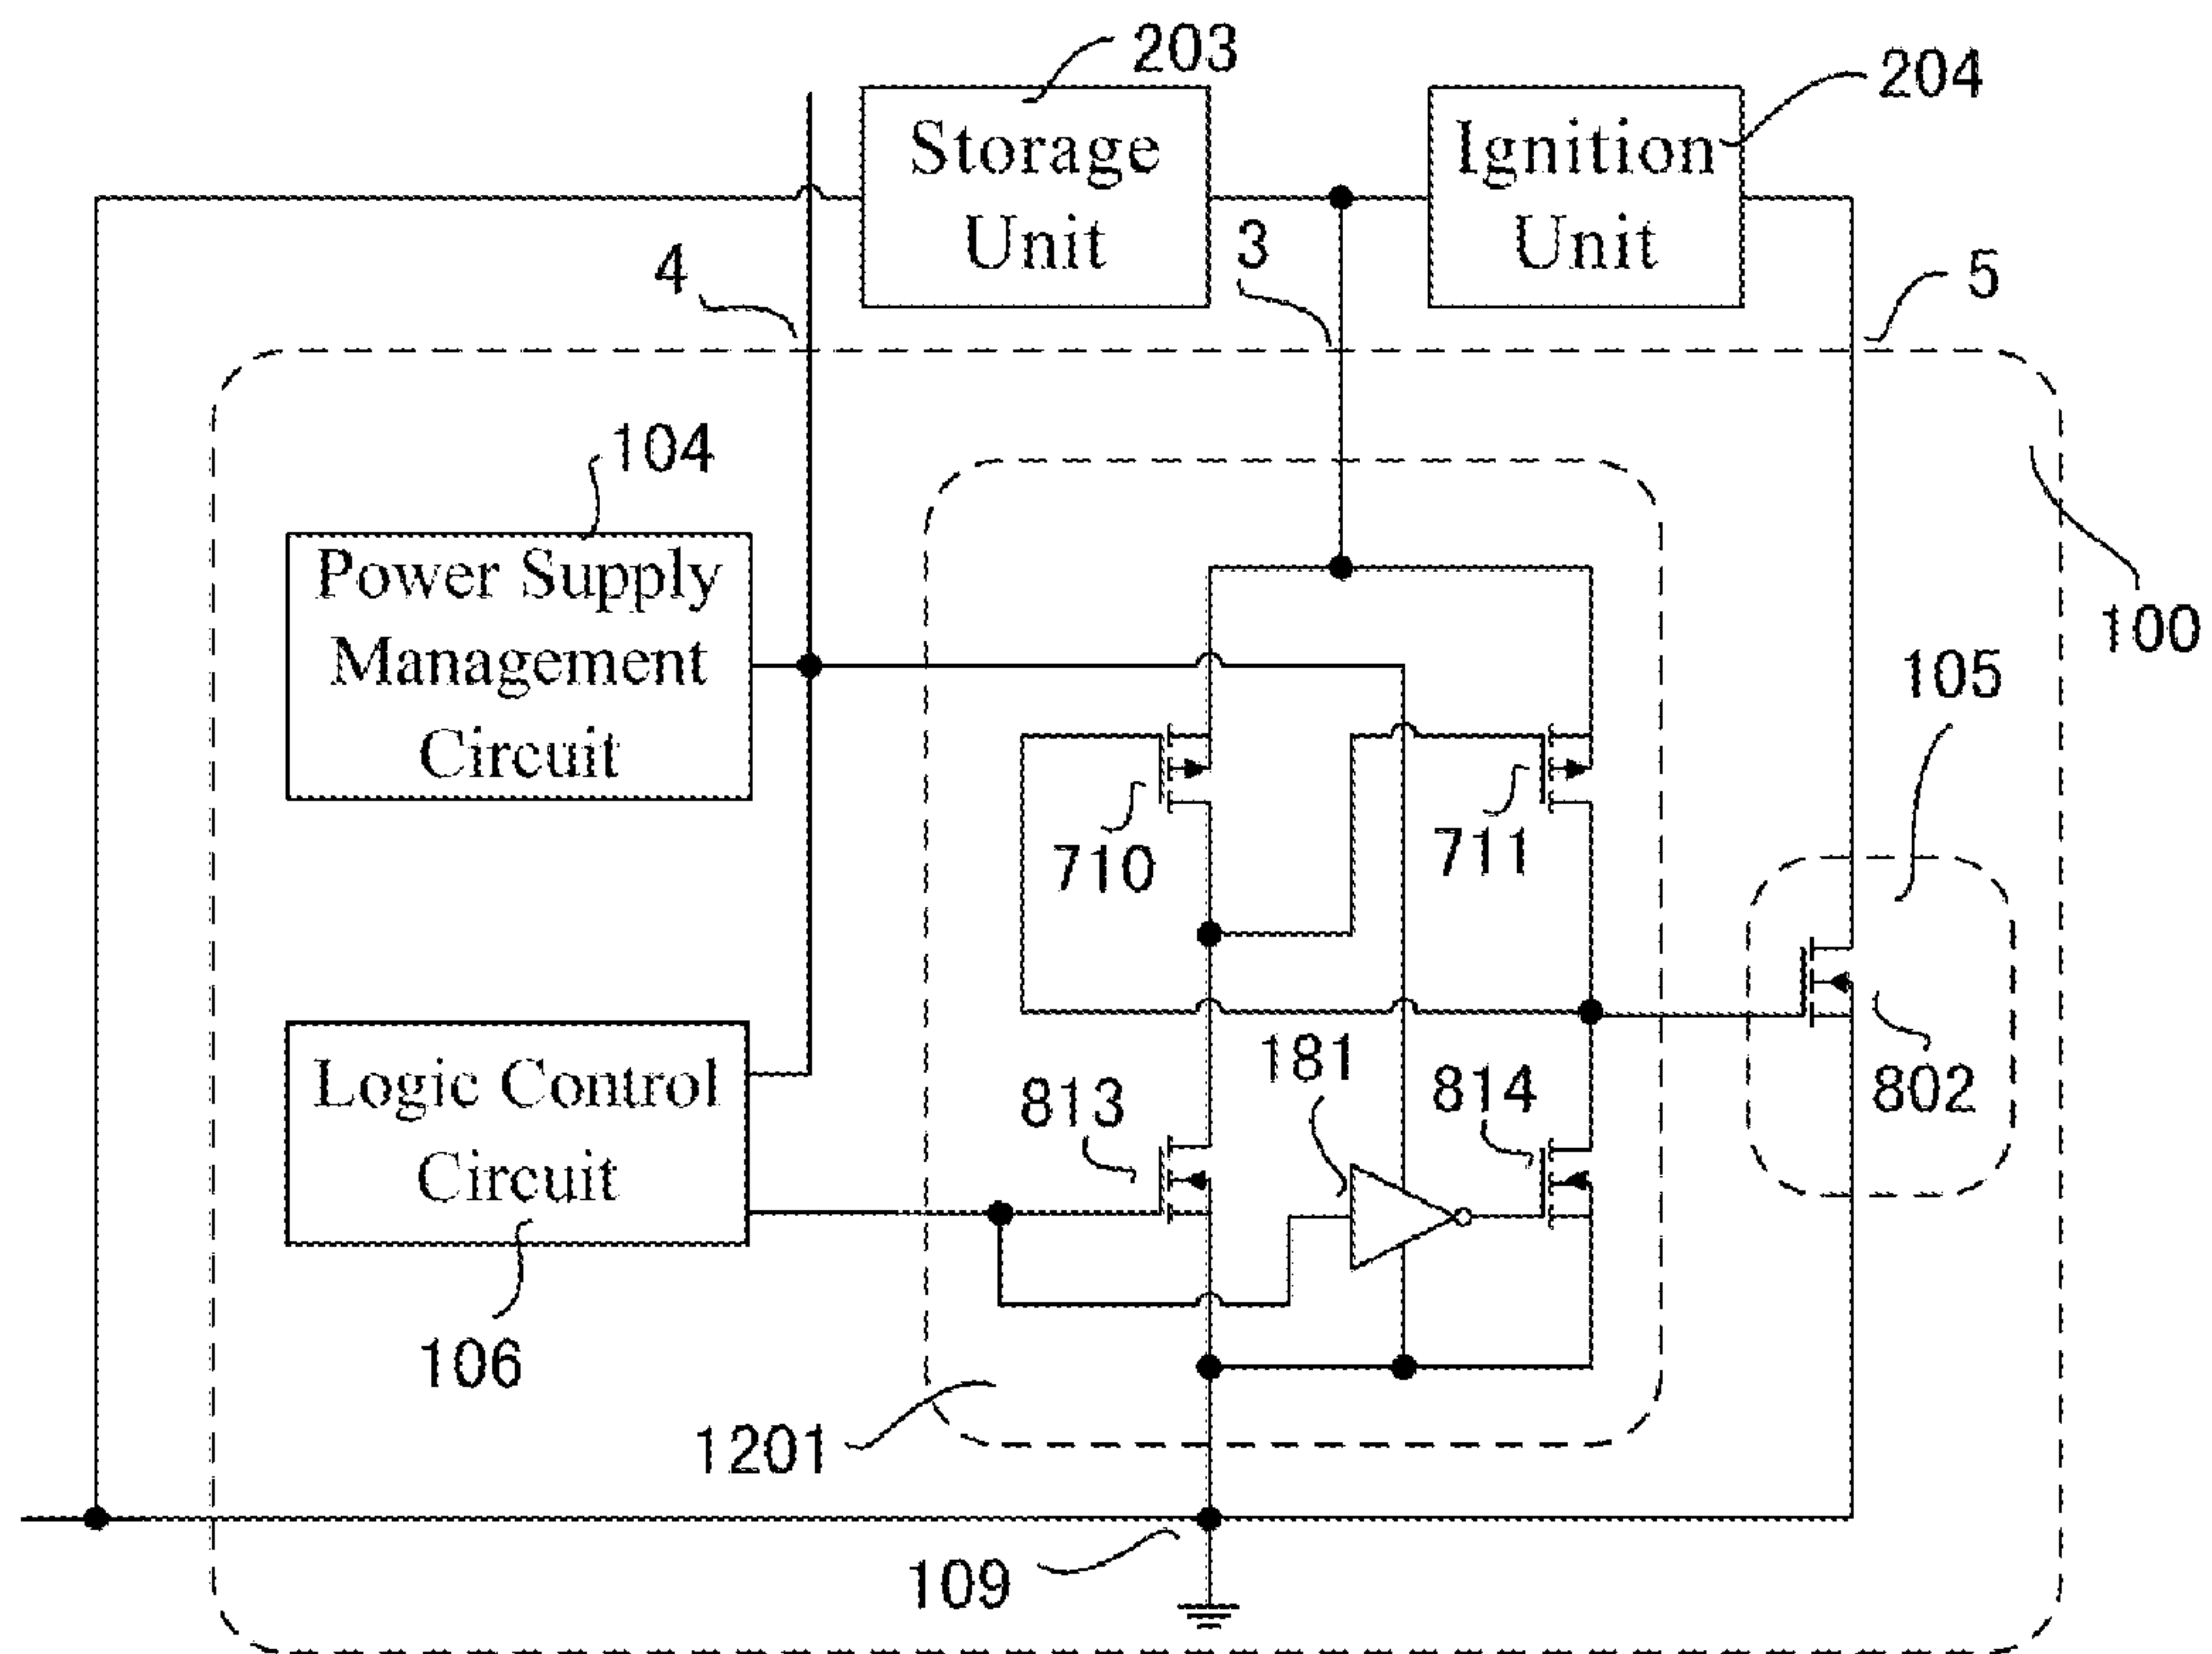 203
204
Storage
Unit
Ignition
Unit
4
3
5
104
100
Power Supply
Management
Circuit
105
710
711
181
814
802
813
Logic Control
Circuit
106
1201
109